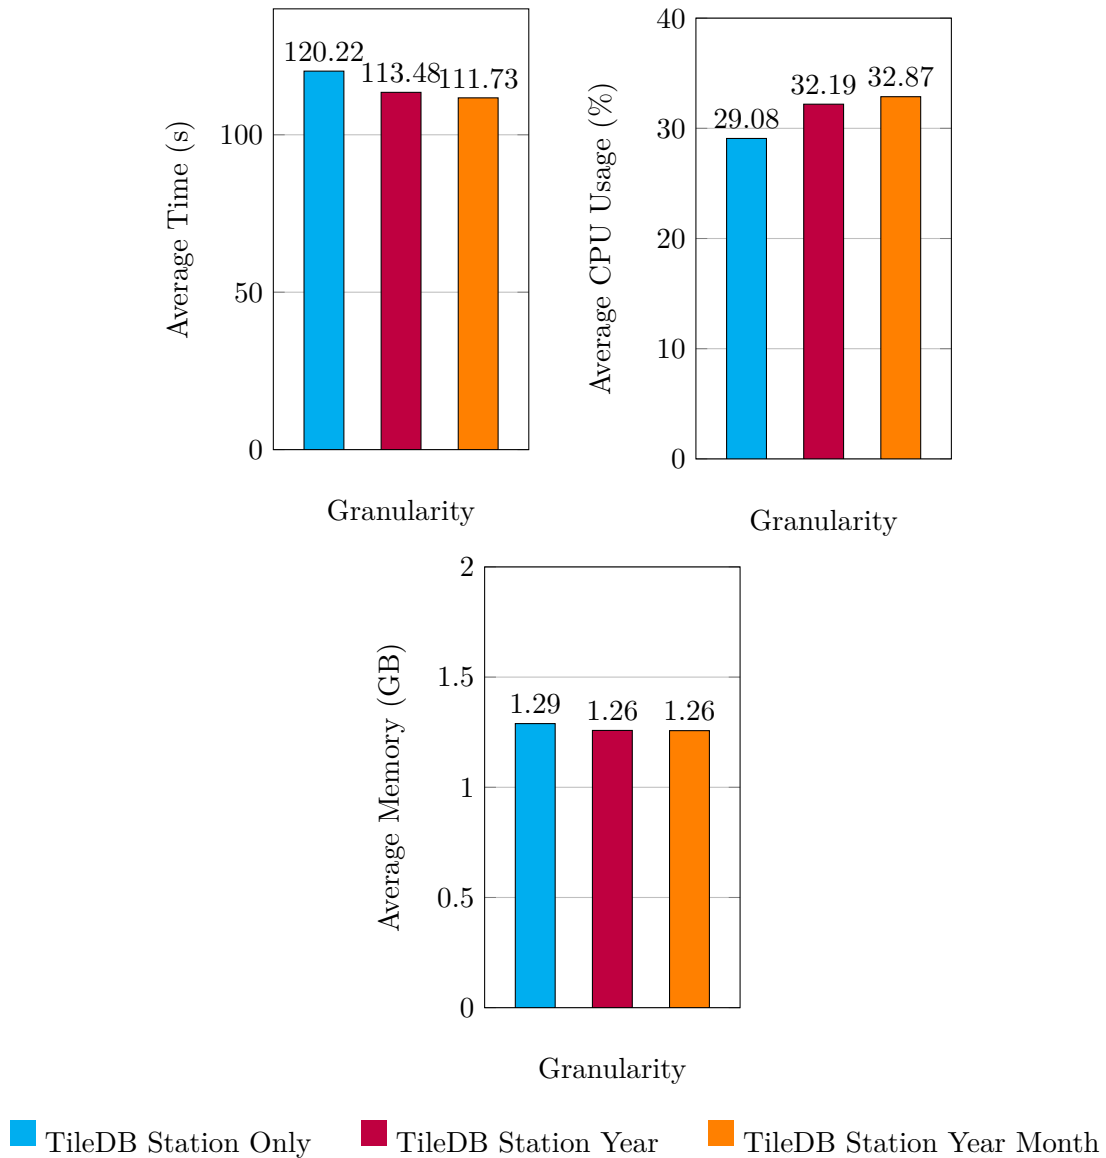 Average Time (s)
0
50
100
120.22
113.48
111.73
Granularity
Average CPU Usage (%)
0
10
20
30
40
29.08
32.19
32.87
Granularity
Average Memory (GB)
0
0.5
1
1.5
2
1.29
1.26
1.26
Granularity
TileDB Station Only
TileDB Station Year
TileDB Station Year Month